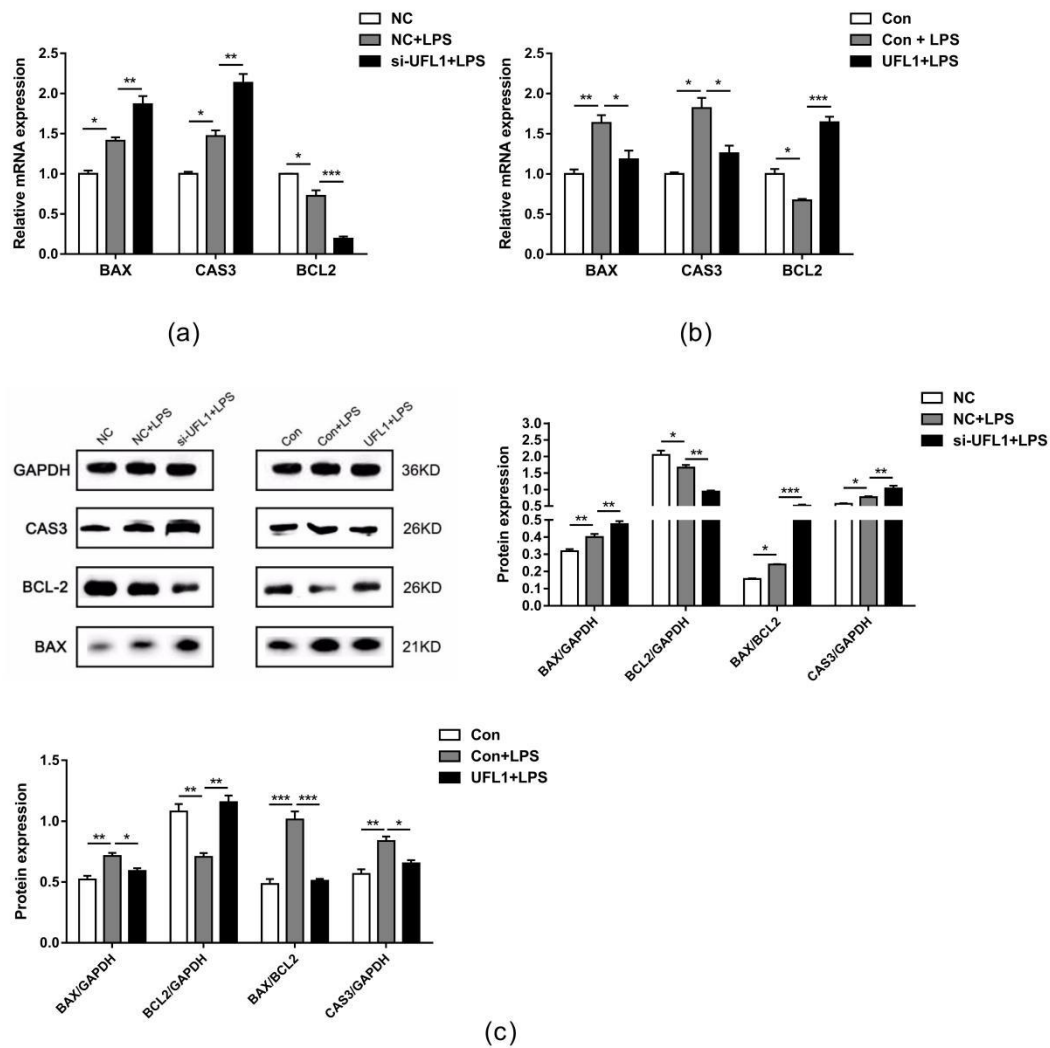 NC
NC+LPS
si-UFL1+LPS
Relative mRNA expression
2.5
2.0
1.5
1.0
0.5
0.0
* ** * ** * ***
BAX CAS3 BCL2
(a)
Con
Con + LPS
UFL1+LPS
Relative mRNA expression
2.5
2.0
1.5
1.0
0.5
0.0
** * * * * ***
BAX CAS3 BCL2
(b)
NC NC+LPS si-UFL1+LPS Con Con+LPS UFL1+LPS
GAPDH 36KD
CAS3 26KD
BCL-2 26KD
BAX 21KD
NC
NC+LPS
si-UFL1+LPS
Protein expression
3.0
2.5
2.0
1.5
1.0
0.5
0.5
0.4
0.3
0.2
0.1
0.0
** ** * ** * *** * **
BAX/GAPDH BCL2/GAPDH BAX/BCL2 CAS3/GAPDH
Con
Con+LPS
UFL1+LPS
Protein expression
1.5
1.0
0.5
0.0
** * ** ** *** *** ** *
BAX/GAPDH BCL2/GAPDH BAX/BCL2 CAS3/GAPDH
(c)